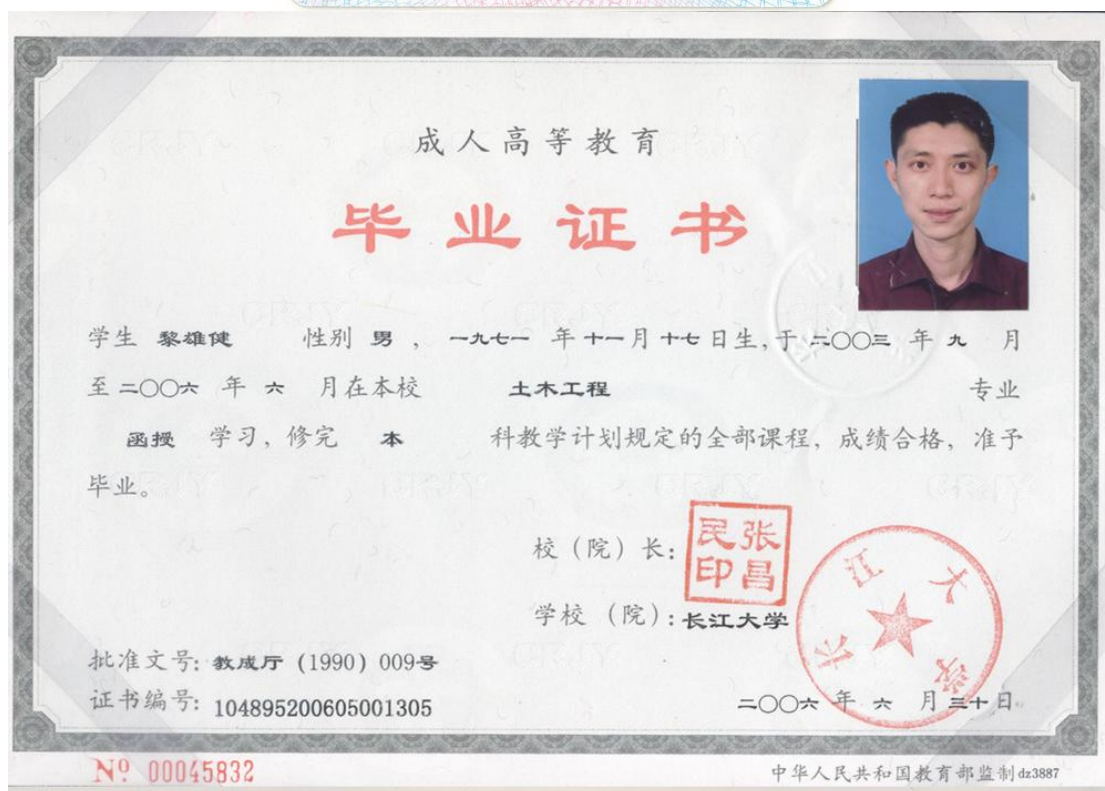 成人高等教育
毕业证书
学生 黎雄健 性别 男 , 一九七一 年 十一 月 十七 日生, 于 二〇〇三 年 九 月
至 二〇〇六 年 六 月在本校 土木工程 专业
函授 学习, 修完 本 科教学计划规定的全部课程, 成绩合格, 准予
毕业。
校（院）长: 张昌民印
学校 （院）: 长江大学
长江大学
批准文号: 教成厅 (1990) 009号
证书编号: 104895200605001305
二〇〇六 年 六 月 三十 日
Nº 00045832
中华人民共和国教育部监制 dz3887